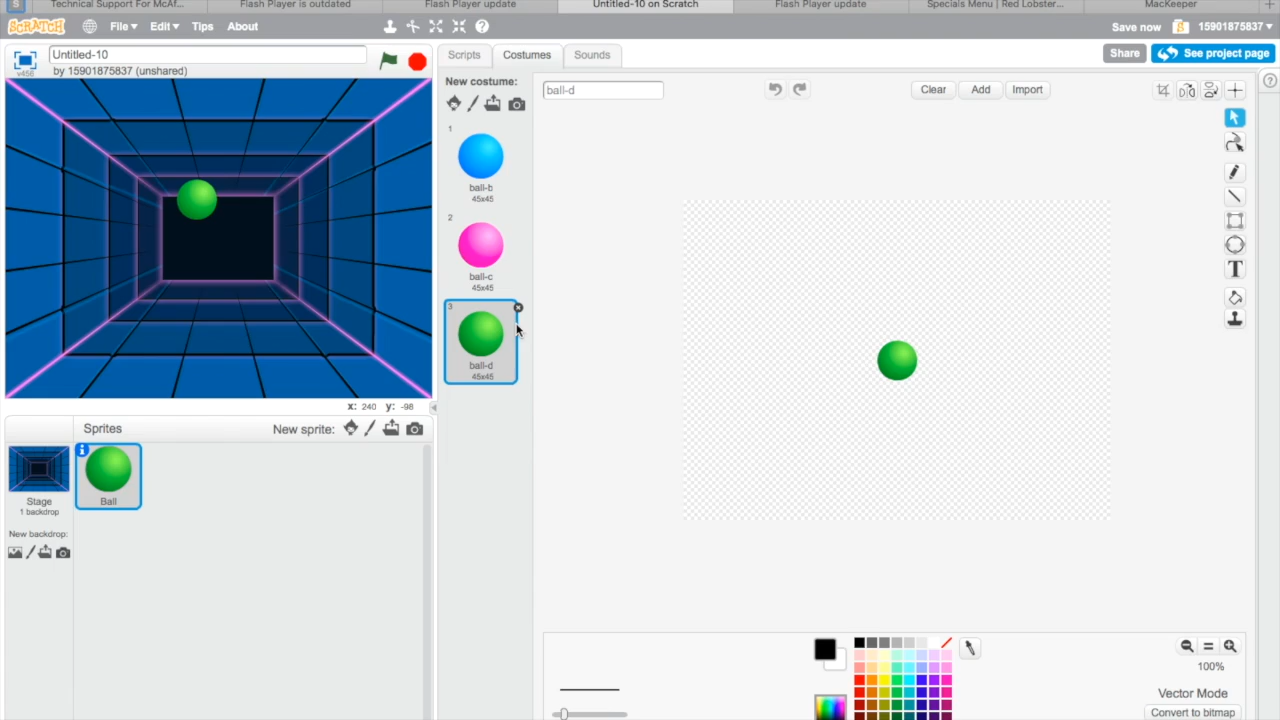 Technical Support For McAf...
Flash Player is outdated
Flash Player update
Untitled-10 on Scratch
Flash Player update
Specials Menu | Red Lobster...
MacKeeper
SCRATCH
File
Edit
Tips
About
Save now
15901875837
v456
Untitled-10
by 15901875837 (unshared)
Scripts
Costumes
Sounds
Share
See project page
New costume:
ball-d
Clear
Add
Import
1
ball-b
45x45
2
ball-c
45x45
3
ball-d
45x45
x: 240 y: -98
Sprites
New sprite:
Stage
1 backdrop
Ball
New backdrop:
T
100%
Vector Mode
Convert to bitmap